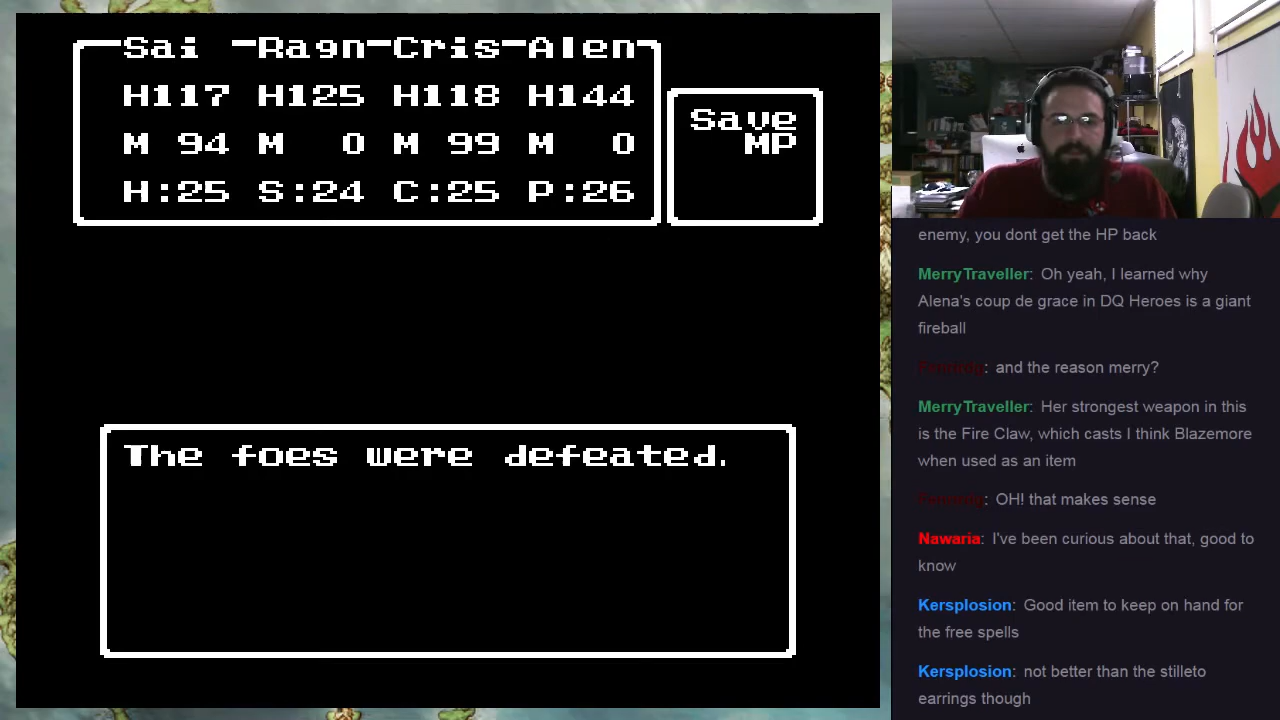 Sai Ragn Cris Alen
H117 H125 H118 H144
M 94 M 0 M 99 M 0
H:25 S:24 C:25 P:26
Save
MP
The foes were defeated.
enemy, you dont get the HP back
MerryTraveller: Oh yeah, I learned why
Alena's coup de grace in DQ Heroes is a giant
fireball
: and the reason merry?
MerryTraveller: Her strongest weapon in this
is the Fire Claw, which casts I think Blazemore
when used as an item
: OH! that makes sense
Nawaria: I've been curious about that, good to
know
Kersplosion: Good item to keep on hand for
the free spells
Kersplosion: not better than the stilleto
earrings though